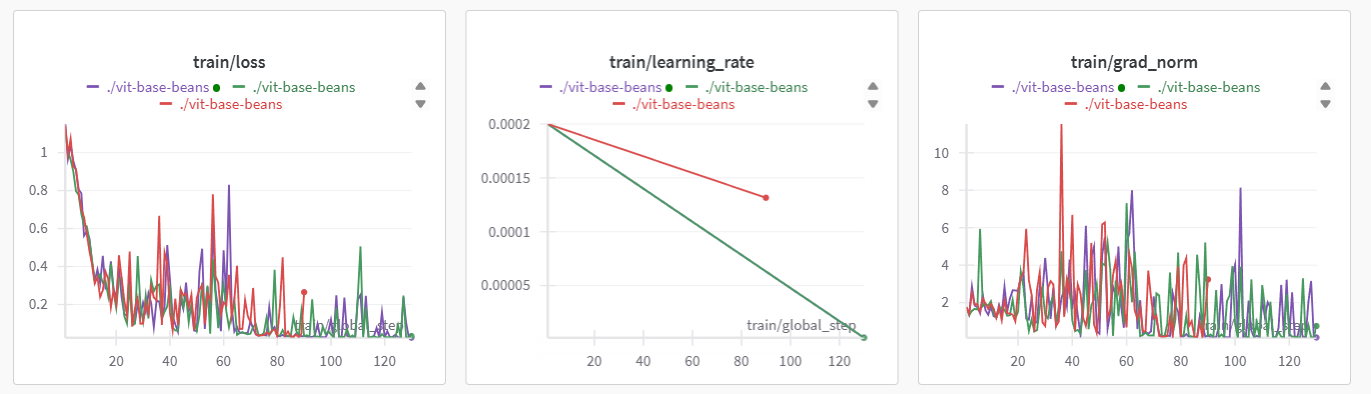 train/loss
./vit-base-beans ./vit-base-beans
./vit-base-beans
1
0.8
0.6
0.4
0.2
train/global_step
20 40 60 80 100 120
train/learning_rate
./vit-base-beans ./vit-base-beans
./vit-base-beans
0.0002
0.00015
0.0001
0.00005
train/global_step
20 40 60 80 100 120
train/grad_norm
./vit-base-beans ./vit-base-beans
./vit-base-beans
10
8
6
4
2
train/global_step
20 40 60 80 100 120